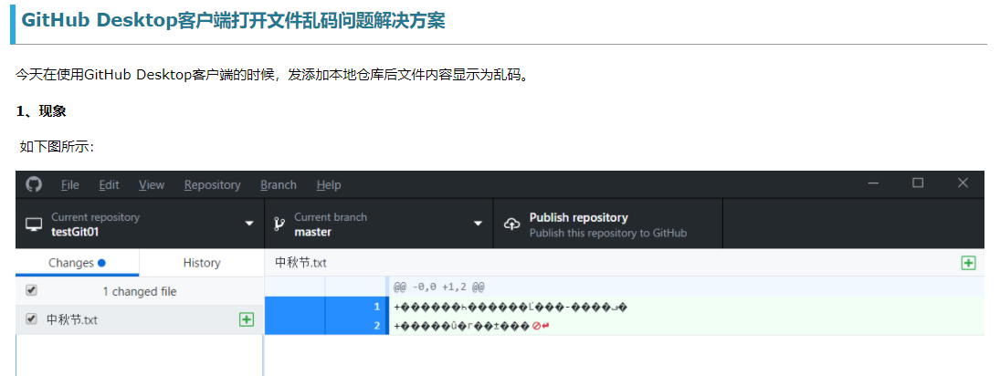 GitHub Desktop客户端打开文件乱码问题解决方案
今天在使用GitHub Desktop客户端的时候，发添加本地仓库后文件内容显示为乱码。
1、现象
如下图所示：
File Edit View Repository Branch Help
Current repository
testGit01
Current branch
master
Publish repository
Publish this repository to GitHub
Changes
History
中秋节.txt
1 changed file
中秋节.txt
@@ -0,0 +1,2 @@
1 +������ط������Ľ���-����ف�
2 +�����û�г��±���